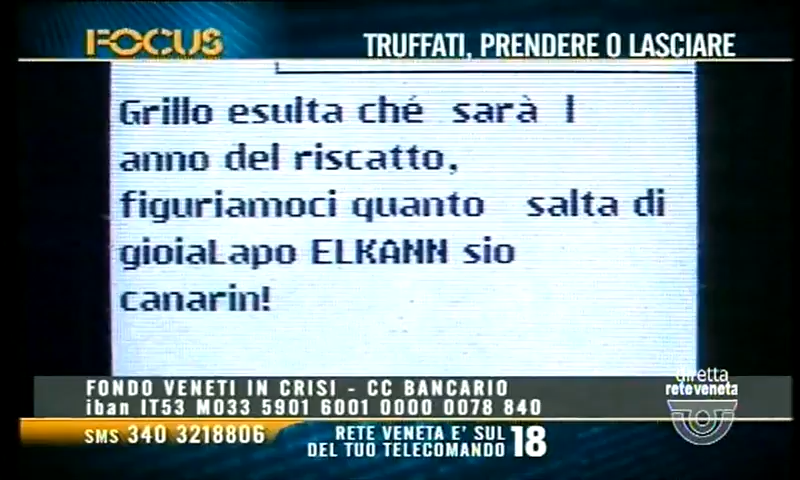 FOCUS
TRUFFATI, PRENDERE O LASCIARE
Grillo esulta ché sarà l
anno del riscatto,
figuriamoci quanto salta di
gioiaLapo ELKANN sio
canarin!
diretta
reteveneta
FONDO VENETI IN CRISI - CC BANCARIO
iban IT53 M033 5901 6001 0000 0078 840
SMS 340 3218806
RETE VENETA E' SUL
DEL TUO TELECOMANDO 18